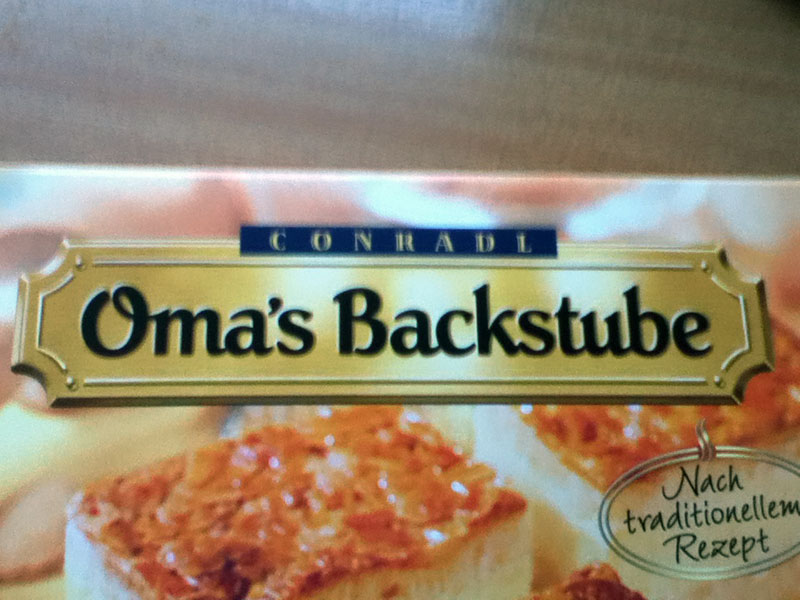 CONRADL
Oma's Backstube
Nach
traditionellem
Rezept